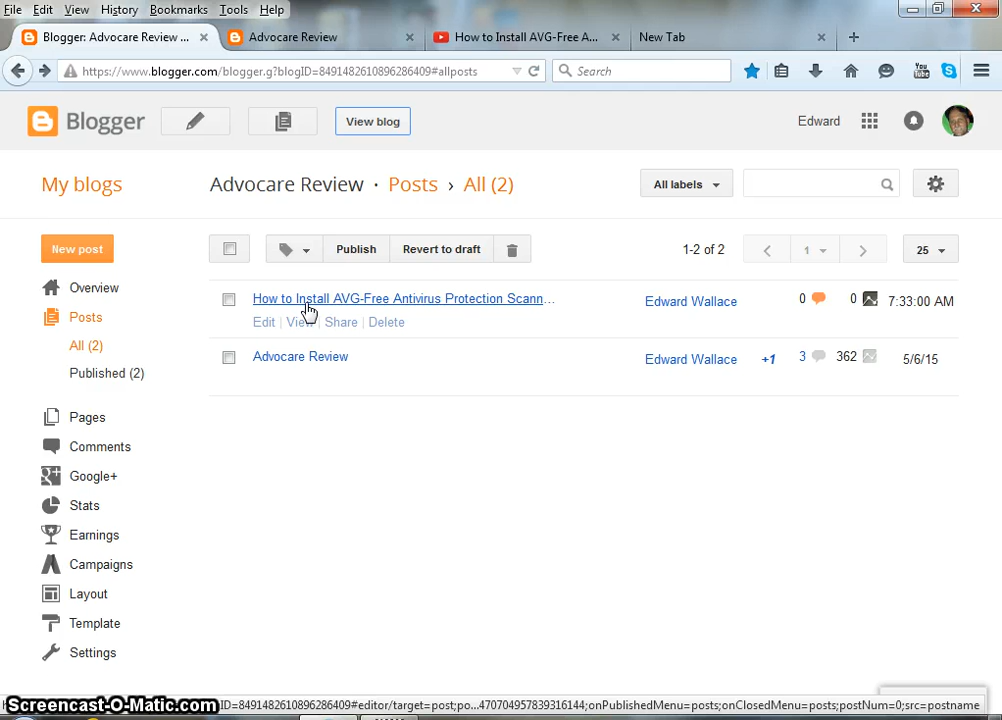 File Edit View History Bookmarks Tools Help
Blogger: Advocare Review ... × Advocare Review × How to Install AVG-Free A... × New Tab × +
https://www.blogger.com/blogger.g?blogID=8491482610896286409#allposts Search
Blogger View blog Edward
My blogs Advocare Review · Posts › All (2) All labels
New post Publish Revert to draft 1-2 of 2 1 25
Overview
How to Install AVG-Free Antivirus Protection Scann... Edward Wallace 0 0 7:33:00 AM
Posts
Edit | View | Share | Delete
All (2)
Advocare Review Edward Wallace +1 3 362 5/6/15
Published (2)
Pages
Comments
Google+
Stats
Earnings
Campaigns
Layout
Template
Settings
Screencast-O-Matic.com ID=8491482610896286409#editor/target=post;po...470704957839316144;onPublishedMenu=posts;onClosedMenu=posts;postNum=0;src=postname